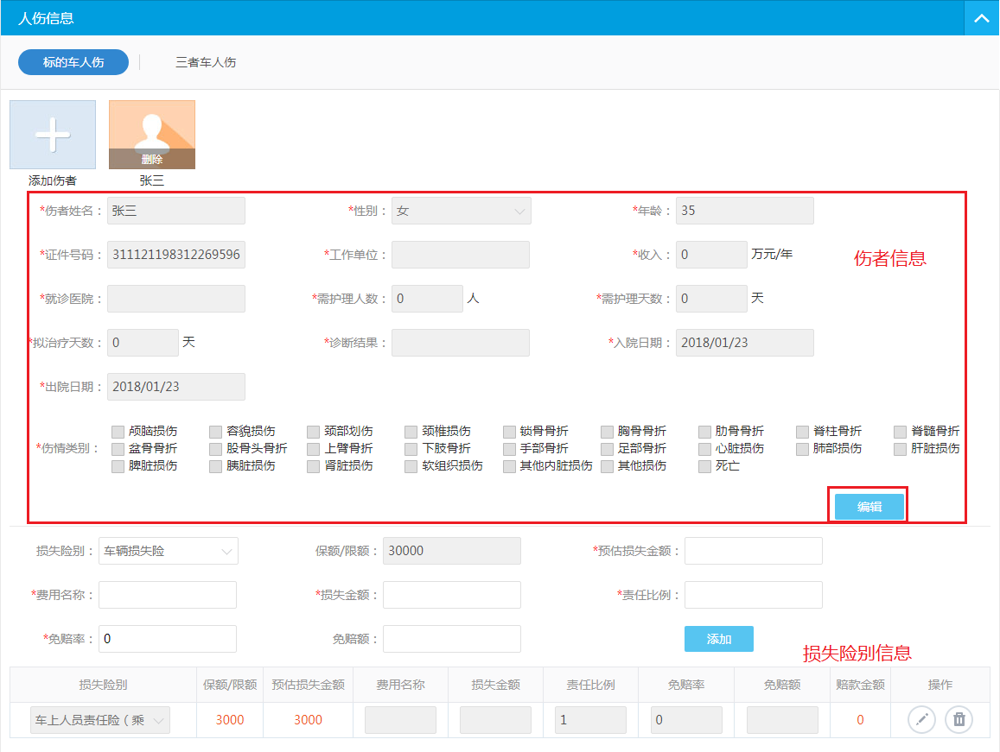 人伤信息
标的车人伤 三者车人伤
删除
添加伤者 张三
*伤者姓名： 张三 *性别： 女 *年龄： 35
*证件号码： 311121198312269596 *工作单位： *收入： 0 万元/年
伤者信息
*就诊医院： *需护理人数： 0 人 *需护理天数： 0 天
*拟治疗天数： 0 天 *诊断结果： *入院日期： 2018/01/23
*出院日期： 2018/01/23
颅脑损伤 容貌损伤 颈部划伤 颈椎损伤 锁骨骨折 胸骨骨折 肋骨骨折 脊柱骨折 脊髓骨折
*伤情类别： 盆骨骨折 股骨头骨折 上臂骨折 下肢骨折 手部骨折 足部骨折 心脏损伤 肺部损伤 肝脏损伤
脾脏损伤 胰脏损伤 肾脏损伤 软组织损伤 其他内脏损伤 其他损伤 死亡
编辑
损失险别： 车辆损失险 保额/限额： 30000 *预估损失金额：
*费用名称： *损失金额： *责任比例：
*免赔率： 0 免赔额： 添加
损失险别信息
损失险别 保额/限额 预估损失金额 费用名称 损失金额 责任比例 免赔率 免赔额 赔款金额 操作
车上人员责任险（乘 3000 3000 1 0 0